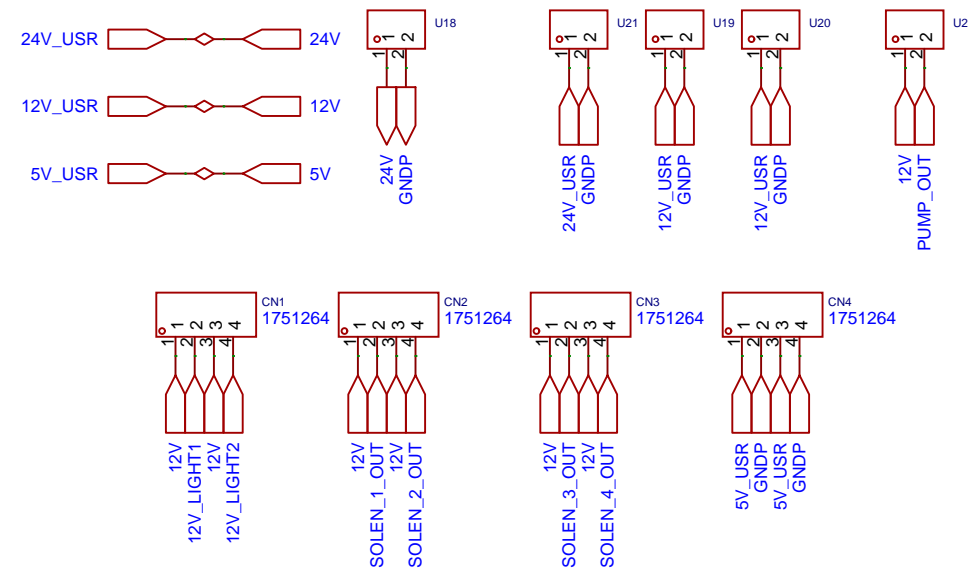 24V_USR 24V
12V_USR 12V
5V_USR 5V
U18
1 2
1 2
24V
GNDP
U21
1 2
1 2
24V_USR
GNDP
U19
1 2
1 2
12V_USR
GNDP
U20
1 2
1 2
12V_USR
GNDP
U2
1 2
1 2
12V
PUMP_OUT
CN1
1751264
1 2 3 4
1 2 3 4
12V
12V_LIGHT1
12V
12V_LIGHT2
CN2
1751264
1 2 3 4
1 2 3 4
12V
SOLEN_1_OUT
12V
SOLEN_2_OUT
CN3
1751264
1 2 3 4
1 2 3 4
12V
SOLEN_3_OUT
12V
SOLEN_4_OUT
CN4
1751264
1 2 3 4
1 2 3 4
5V_USR
GNDP
5V_USR
GNDP